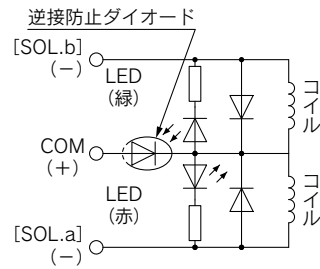 逆接防止ダイオード
[SOL.b]
(−)
LED
(緑)
コイル
COM
(+)
LED
(赤)
コイル
[SOL.a]
(−)